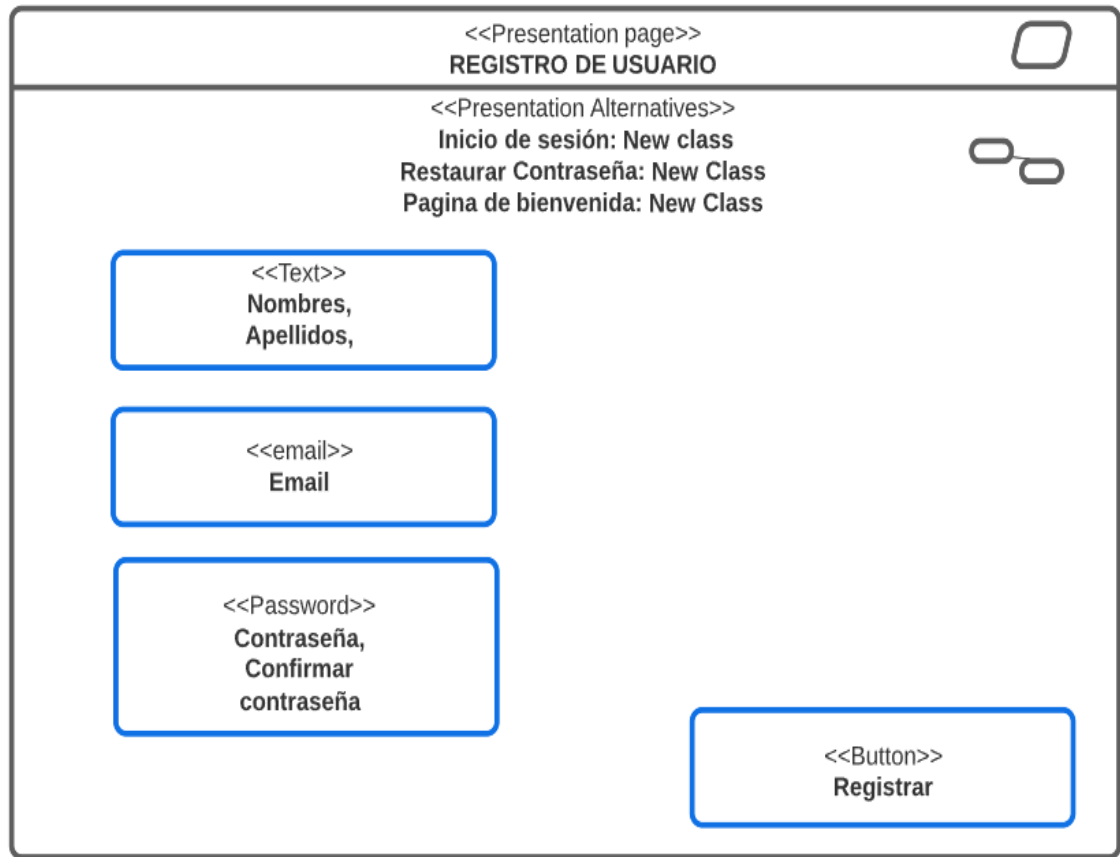 <<Presentation page>>
REGISTRO DE USUARIO
<<Presentation Alternatives>>
Inicio de sesión: New class
Restaurar Contraseña: New Class
Pagina de bienvenida: New Class
<<Text>>
Nombres,
Apellidos,
<<email>>
Email
<<Password>>
Contraseña,
Confirmar
contraseña
<<Button>>
Registrar